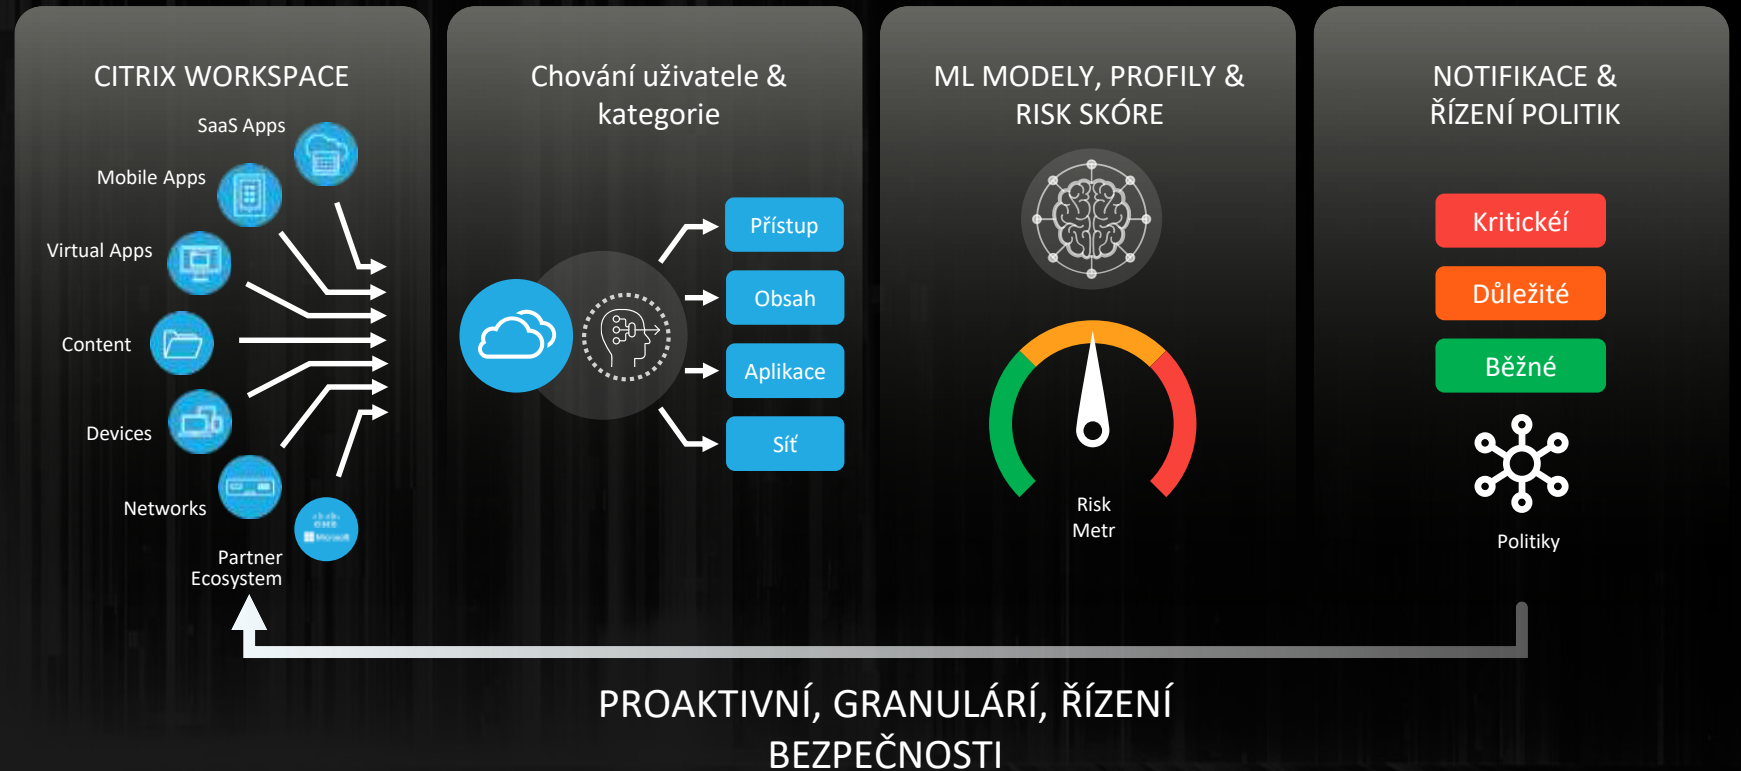 CITRIX WORKSPACE
SaaS Apps
Mobile Apps
Virtual Apps
Content
Devices
Networks
Partner
Ecosystem
Microsoft
Chování uživatele &
kategorie
Přístup
Obsah
Aplikace
Síť
ML MODELY, PROFILY &
RISK SKÓRE
Risk
Metr
NOTIFIKACE &
ŘÍZENÍ POLITIK
Kritickéí
Důležité
Běžné
Politiky
PROAKTIVNÍ, GRANULÁRÍ, ŘÍZENÍ
BEZPEČNOSTI